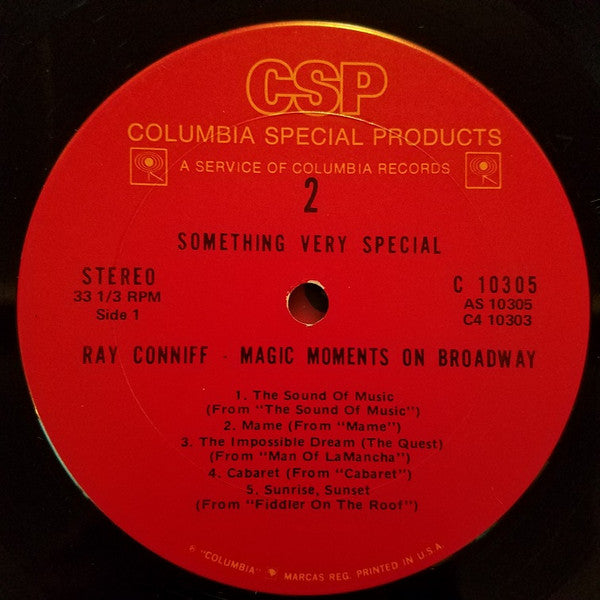 CSP
COLUMBIA SPECIAL PRODUCTS
A SERVICE OF COLUMBIA RECORDS
2
SOMETHING VERY SPECIAL
STEREO
33 1/3 RPM
Side 1
C 10305
AS 10305
C4 10303
RAY CONNIFF - MAGIC MOMENTS ON BROADWAY
1. The Sound Of Music
(From "The Sound Of Music")
2. Mame (From "Mame")
3. The Impossible Dream (The Quest)
(From "Man Of LaMancha")
4. Cabaret (From "Cabaret")
5. Sunrise, Sunset
(From "Fiddler On The Roof")
® "COLUMBIA" MARCAS REG. PRINTED IN U.S.A.